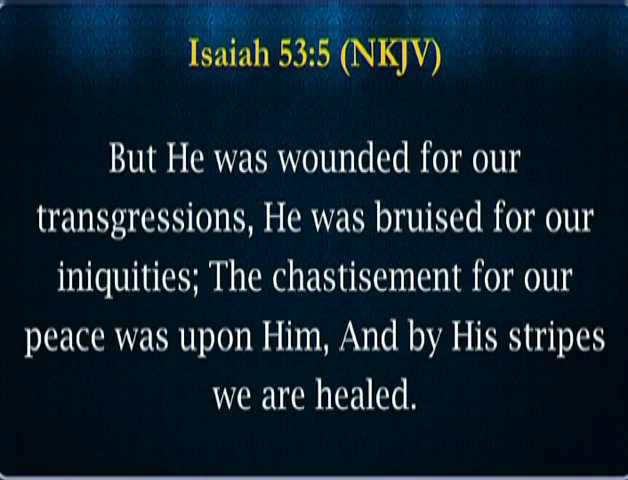 Isaiah 53:5 (NKJV)
But He was wounded for our
transgressions, He was bruised for our
iniquities; The chastisement for our
peace was upon Him, And by His stripes
we are healed.